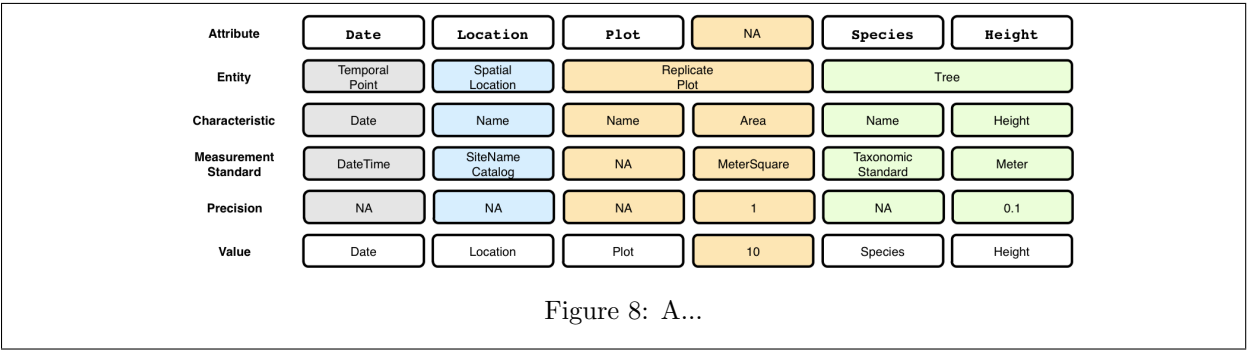 Attribute Date Location Plot NA Species Height
Entity Temporal Point Spatial Location Replicate Plot Tree
Characteristic Date Name Name Area Name Height
Measurement Standard DateTime SiteName Catalog NA MeterSquare Taxonomic Standard Meter
Precision NA NA NA 1 NA 0.1
Value Date Location Plot 10 Species Height
Figure 8: A...